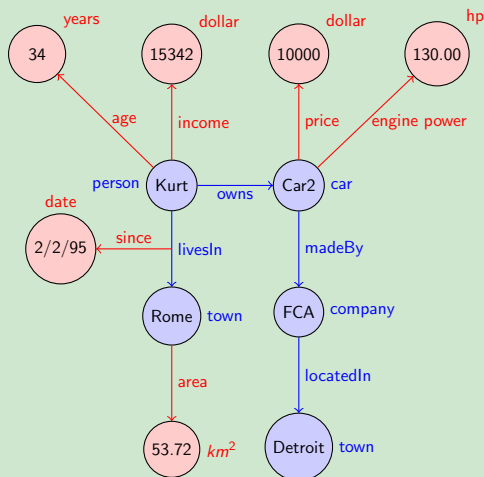 years
dollar
dollar
hp
34
15342
10000
130.00
age
income
price
engine power
person
Kurt
owns
Car2
car
date
2/2/95
since
livesIn
madeBy
Rome
town
FCA
company
area
locatedIn
53.72
km²
Detroit
town